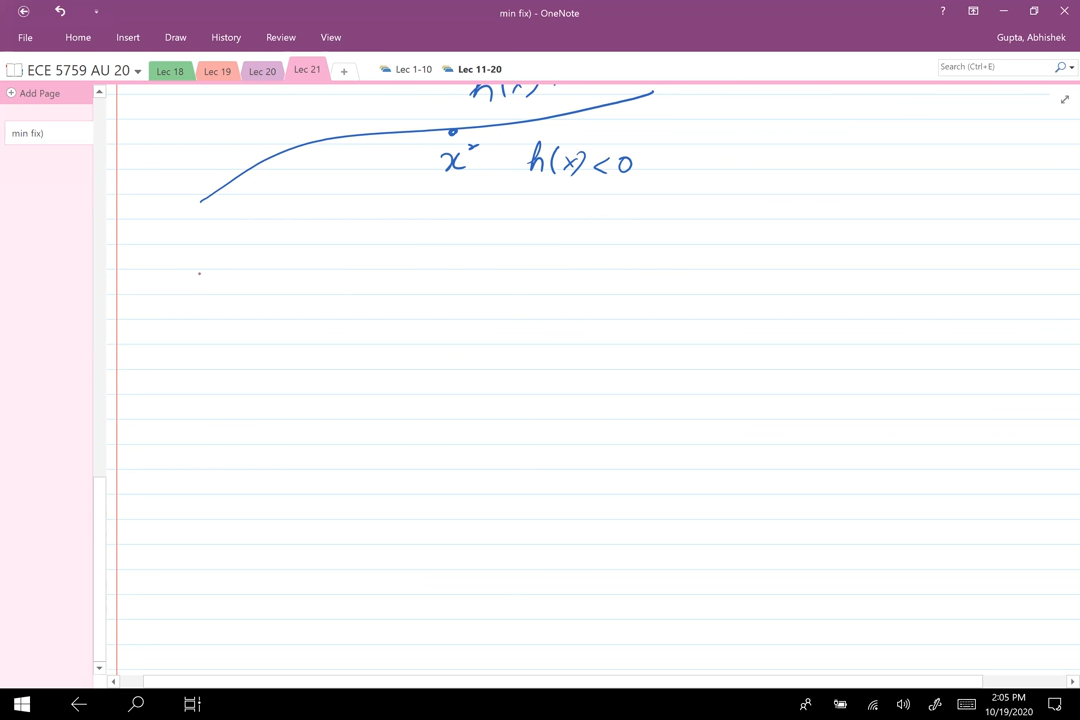 min fix) - OneNote
?
File Home Insert Draw History Review View
Gupta, Abhishek
ECE 5759 AU 20 Lec 18 Lec 19 Lec 20 Lec 21 + Lec 1-10 Lec 11-20
Search (Ctrl+E)
Add Page
min fix)
x² h(x) < 0
2:05 PM
10/19/2020